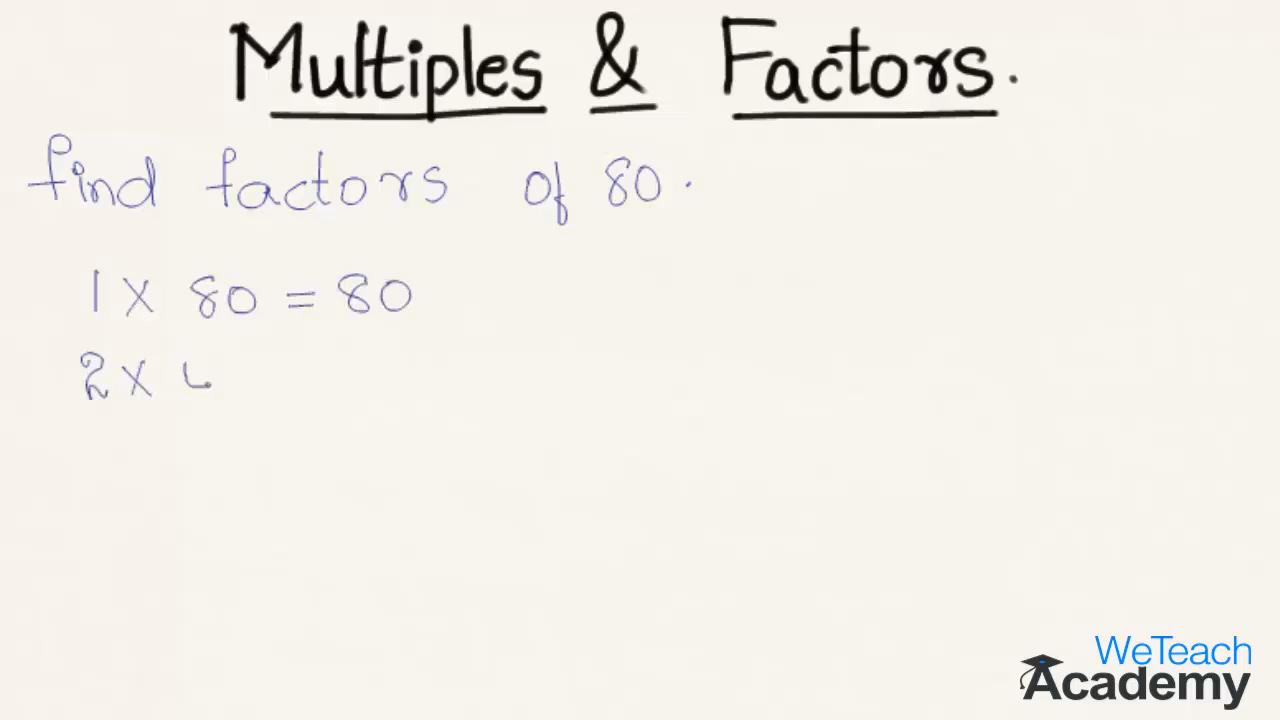 Multiples & Factors.
find factors of 80.
1 X 80 = 80
2 X
WeTeach
Academy